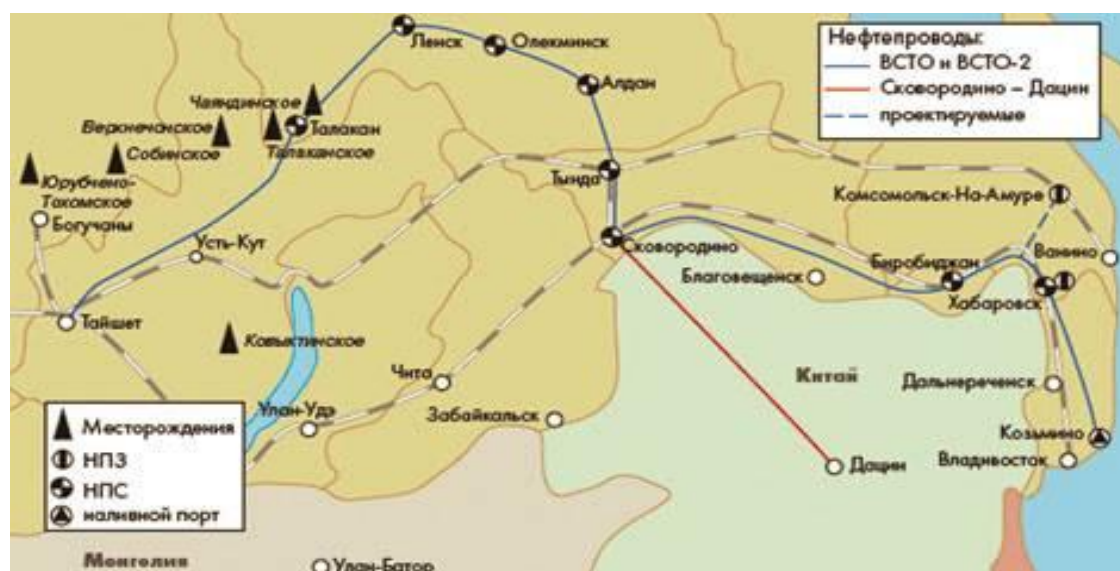 Ленск
Олекминск
Алдан
Нефтепроводы:
ВСТО и ВСТО-2
Сковородино – Дацин
проектируемые
Чаяндинское
Верхнечанское
Талакан
Собинское
Талаканское
Юрубчено-
Тохомское
Богучаны
Тында
Комсомольск-На-Амуре
Усть-Кут
Сковородино
Ванино
Биробиджан
Благовещенск
Хабаровск
Тайшет
Ковыктинское
Чита
Китай
Дальнереченск
Улан-Удэ
Забайкальск
Козьмино
Дацин
Владивосток
Месторождения
НПЗ
НПС
наливной порт
Монголия
Улан-Батор